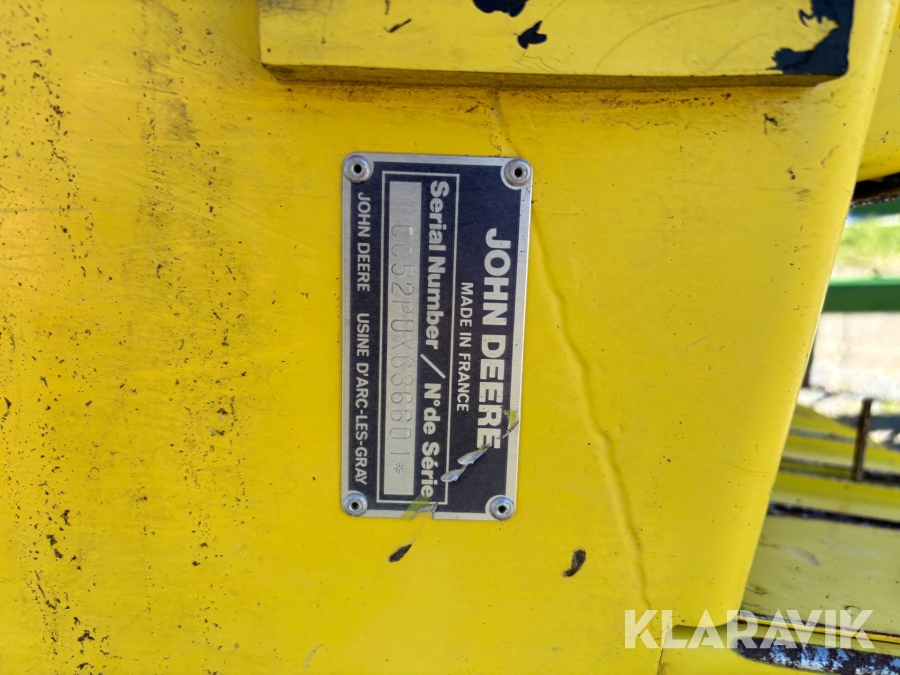 JOHN DEERE
MADE IN FRANCE
Serial Number / N° de Série
CC52PUX636601*
JOHN DEERE USINE D'ARC-LES-GRAY
KLARAVIK